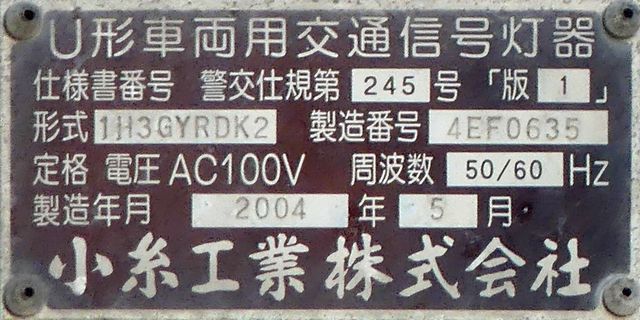 U形車両用交通信号灯器
仕様書番号 警交仕規第 245 号 「版 1 」
形式 1H3GYRDK2 製造番号 4EF0635
定格 電圧 AC100V 周波数 50/60 Hz
製造年月 2004 年 5 月
小糸工業株式会社